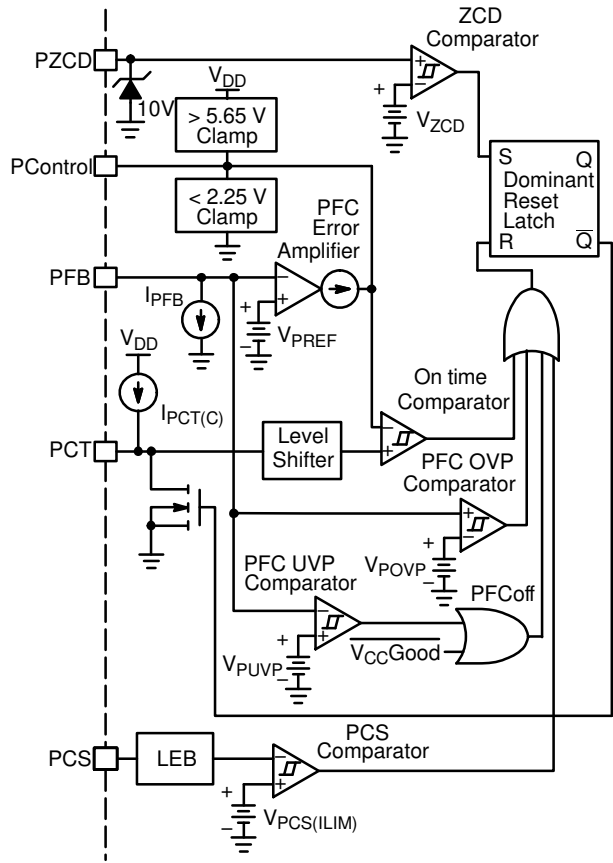 ZCD
Comparator
PZCD
+
−
10V
VDD
+
VZCD
−
> 5.65 V
Clamp
PControl
< 2.25 V
Clamp
S Q
Dominant
Reset
Latch
R Q̅
PFC
Error
Amplifier
PFB
−
+
IPFB
+
VPREF
−
VDD
IPCT(C)
On time
Comparator
−
+
PCT
Level
Shifter
PFC OVP
Comparator
+
−
+
VPOVP
−
PFC UVP
Comparator
PFCoff
−
+
+
VPUVP
−
V̅C̅C̅G̅o̅o̅d̅
PCS
Comparator
PCS
LEB
−
+
+
VPCS(ILIM)
−